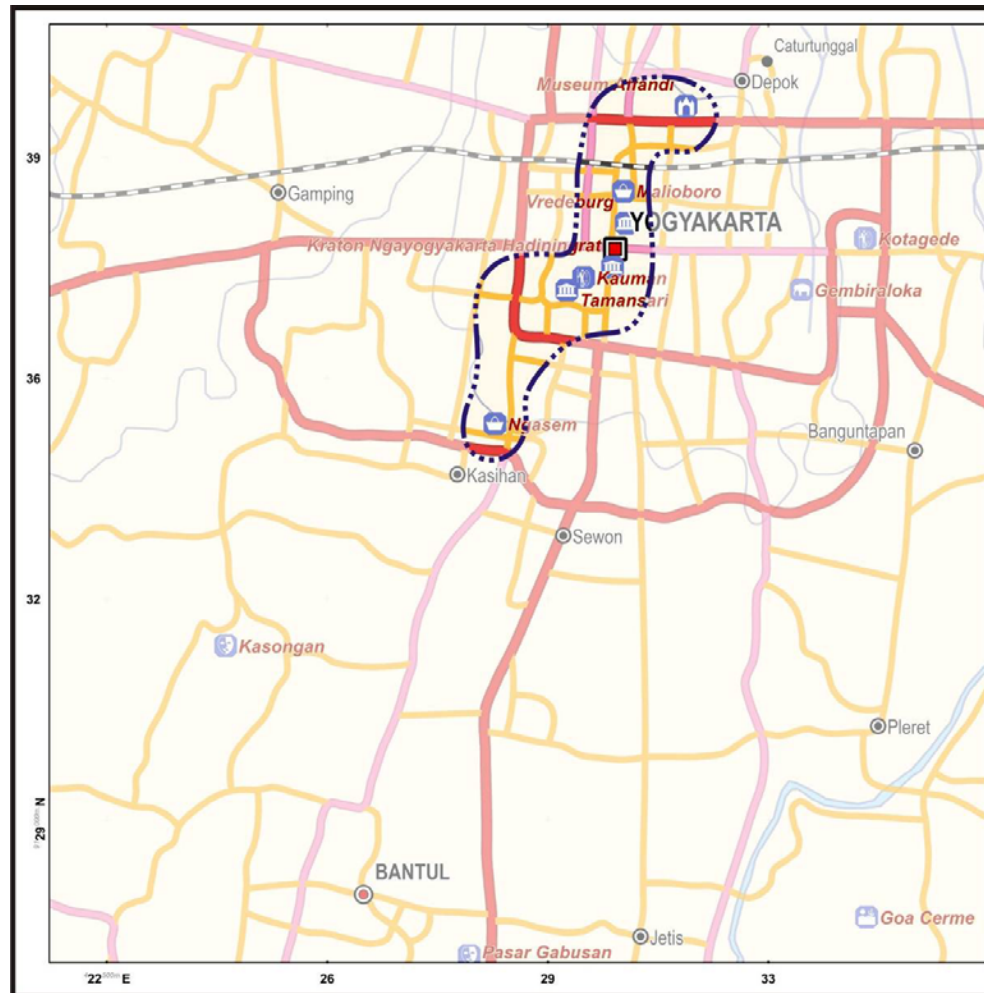 Caturtunggal
Museum Affandi
Depok
39
Gamping
Malioboro
Vredeburg
YOGYAKARTA
Kraton Ngayogyakarta Hadiningrat
Kotagede
Kauman
Gembiraloka
Tamansari
36
Ngasem
Banguntapan
Kasihan
Sewon
32
Kasongan
Pleret
29
N
BANTUL
Goa Cerme
Jetis
Pasar Gabusan
22
E
26
29
33